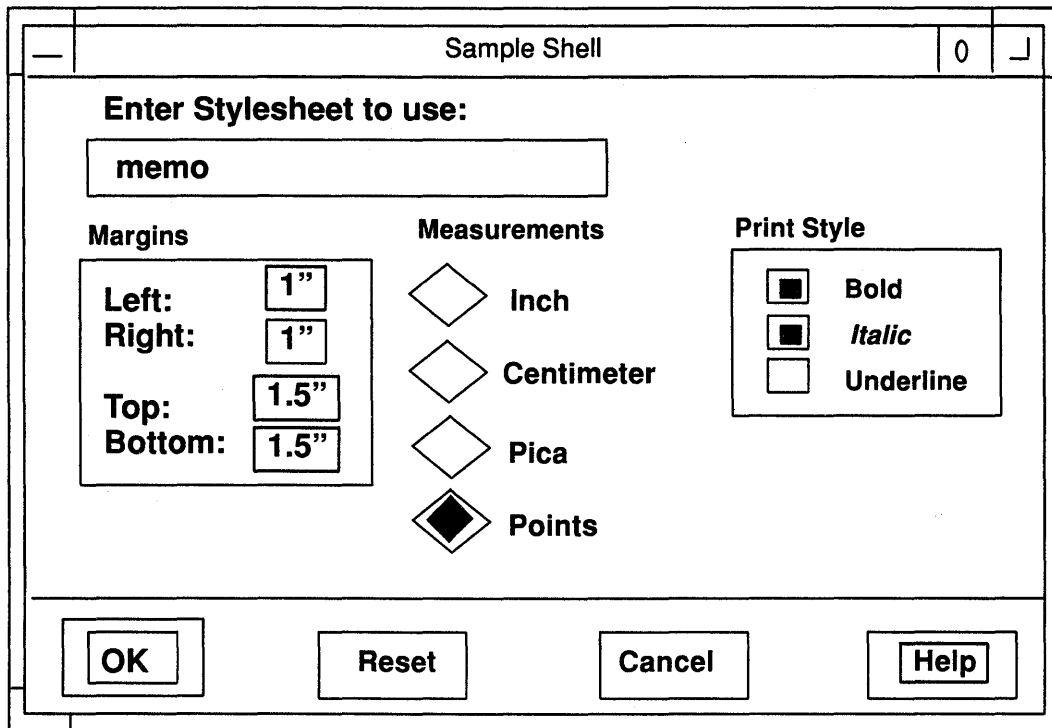 Sample Shell
Enter Stylesheet to use:
memo
Margins
Left: 1”
Right: 1”
Top: 1.5”
Bottom: 1.5”
Measurements
Inch
Centimeter
Pica
Points
Print Style
Bold
Italic
Underline
OK
Reset
Cancel
Help